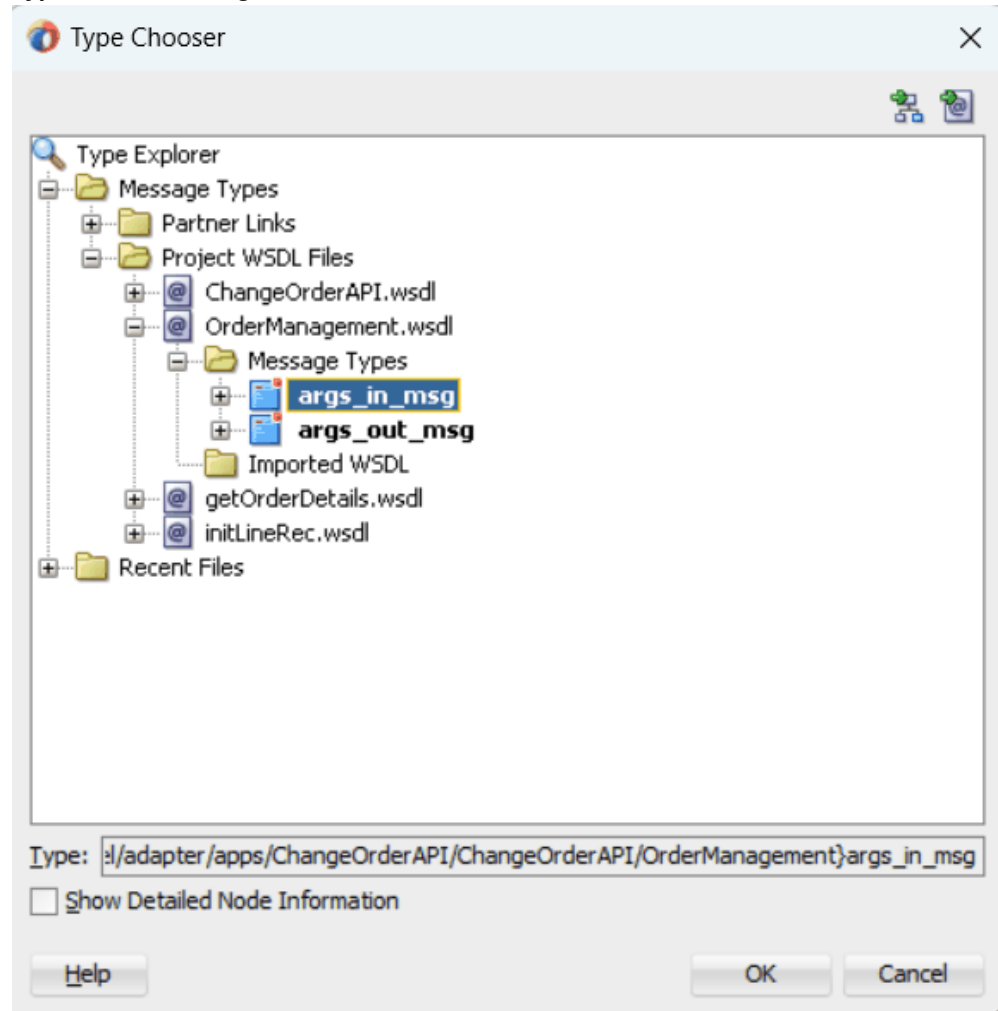 Type Chooser
Type Explorer
Message Types
Partner Links
Project WSDL Files
ChangeOrderAPI.wsdl
OrderManagement.wsdl
Message Types
args_in_msg
args_out_msg
Imported WSDL
getOrderDetails.wsdl
initLineRec.wsdl
Recent Files
Type: el/adapter/apps/ChangeOrderAPI/ChangeOrderAPI/OrderManagement}args_in_msg
Show Detailed Node Information
Help OK Cancel